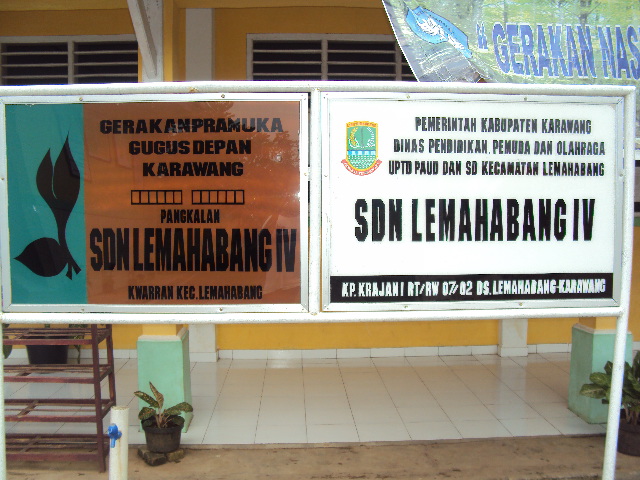 " GERAKAN NAS
GERAKAN PRAMUKA
GUGUS DEPAN
KARAWANG
PANGKALAN
SDN LEMAHABANG IV
KWARRAN KEC. LEMAHABANG
PEMERINTAH KABUPATEN KARAWANG
DINAS PENDIDIKAN, PEMUDA DAN OLAHRAGA
UPTD PAUD DAN SD KECAMATAN LEMAHABANG
SDN LEMAHABANG IV
KP. KRAJAN I RT/RW 07/02 DS. LEMAHABANG-KARAWANG